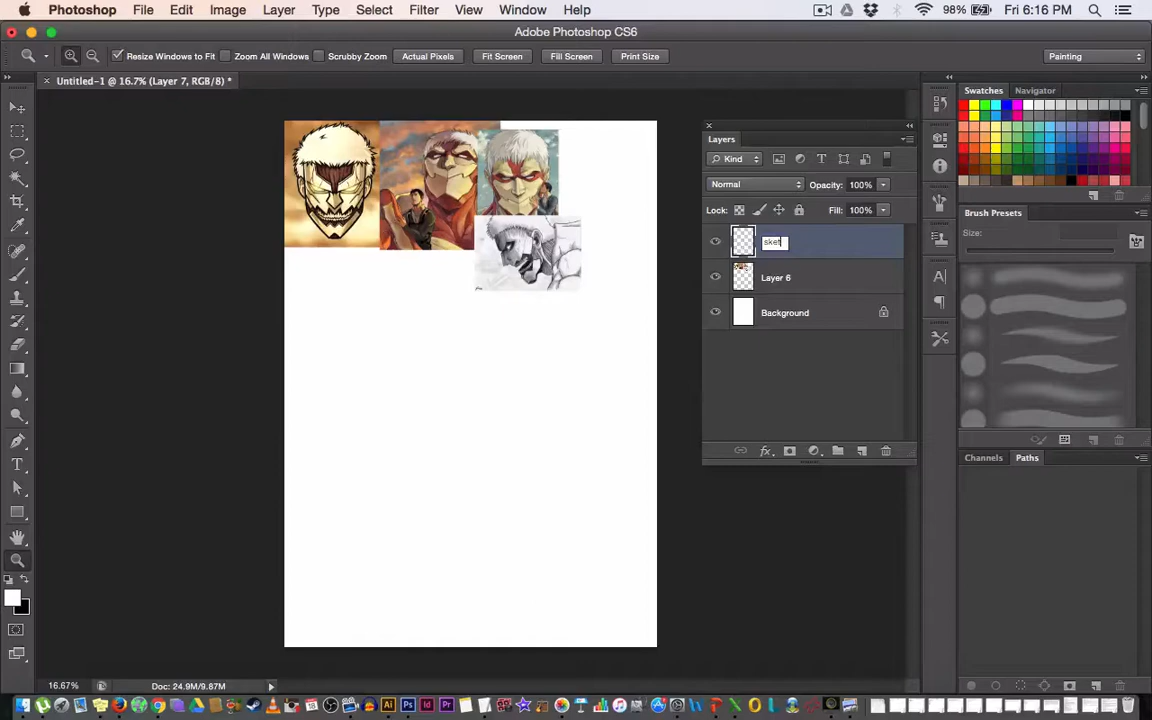 Photoshop File Edit Image Layer Type Select Filter View Window Help 98% Fri 6:16 PM
Adobe Photoshop CS6
Resize Windows to Fit Zoom All Windows Scrubby Zoom Actual Pixels Fit Screen Fill Screen Print Size Painting
Untitled-1 @ 16.7% (Layer 7, RGB/8) *
Swatches Navigator
Layers
Kind
Normal Opacity: 100%
Lock: Fill: 100%
Brush Presets
Size:
sket
Layer 6
Background
Channels Paths
16.67% Doc: 24.9M/9.87M